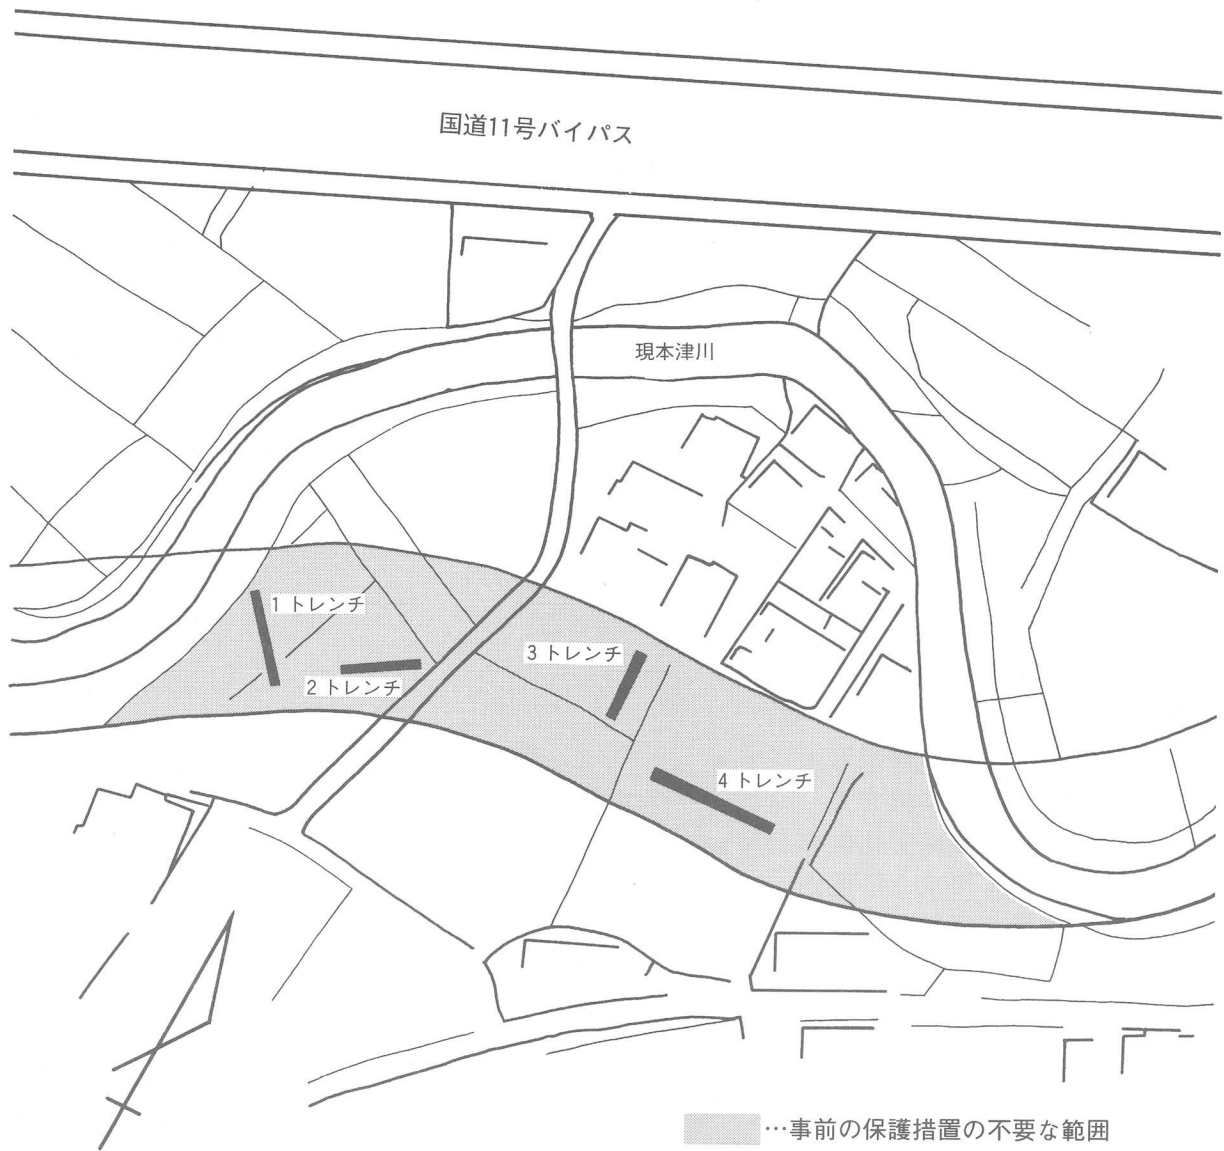 国道11号バイパス
現本津川
1 トレンチ
2 トレンチ
3 トレンチ
4 トレンチ
…事前の保護措置の不要な範囲